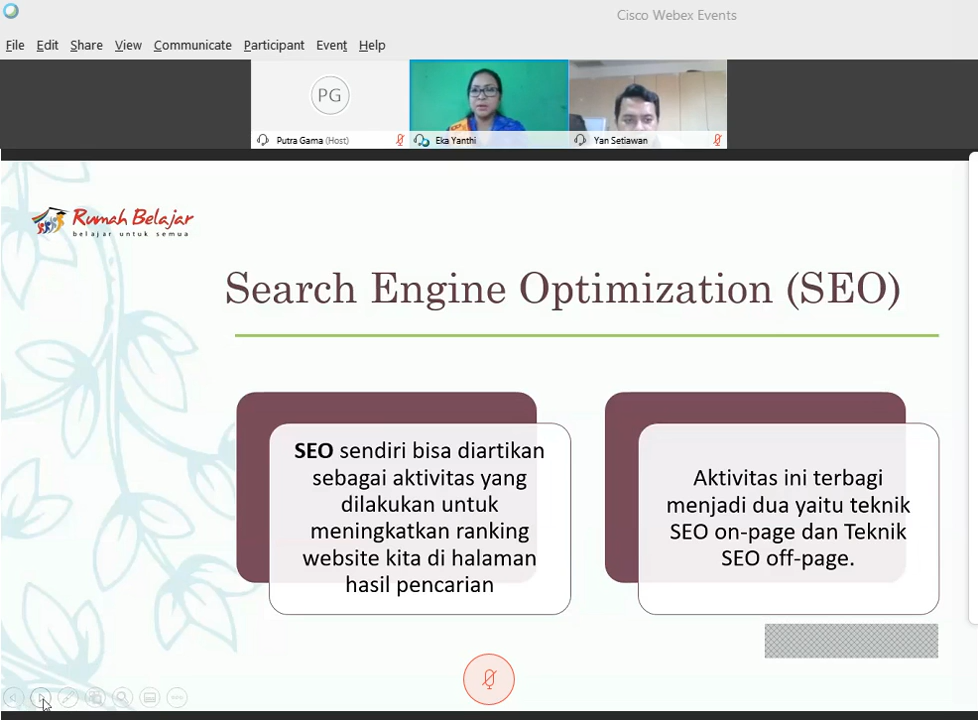 Cisco Webex Events
File Edit Share View Communicate Participant Event Help
PG
Putra Gama (Host)
Eka Yanthi
Yan Setiawan
Rumah Belajar
belajar untuk semua
Search Engine Optimization (SEO)
SEO sendiri bisa diartikan
sebagai aktivitas yang
dilakukan untuk
meningkatkan ranking
website kita di halaman
hasil pencarian
Aktivitas ini terbagi
menjadi dua yaitu teknik
SEO on-page dan Teknik
SEO off-page.